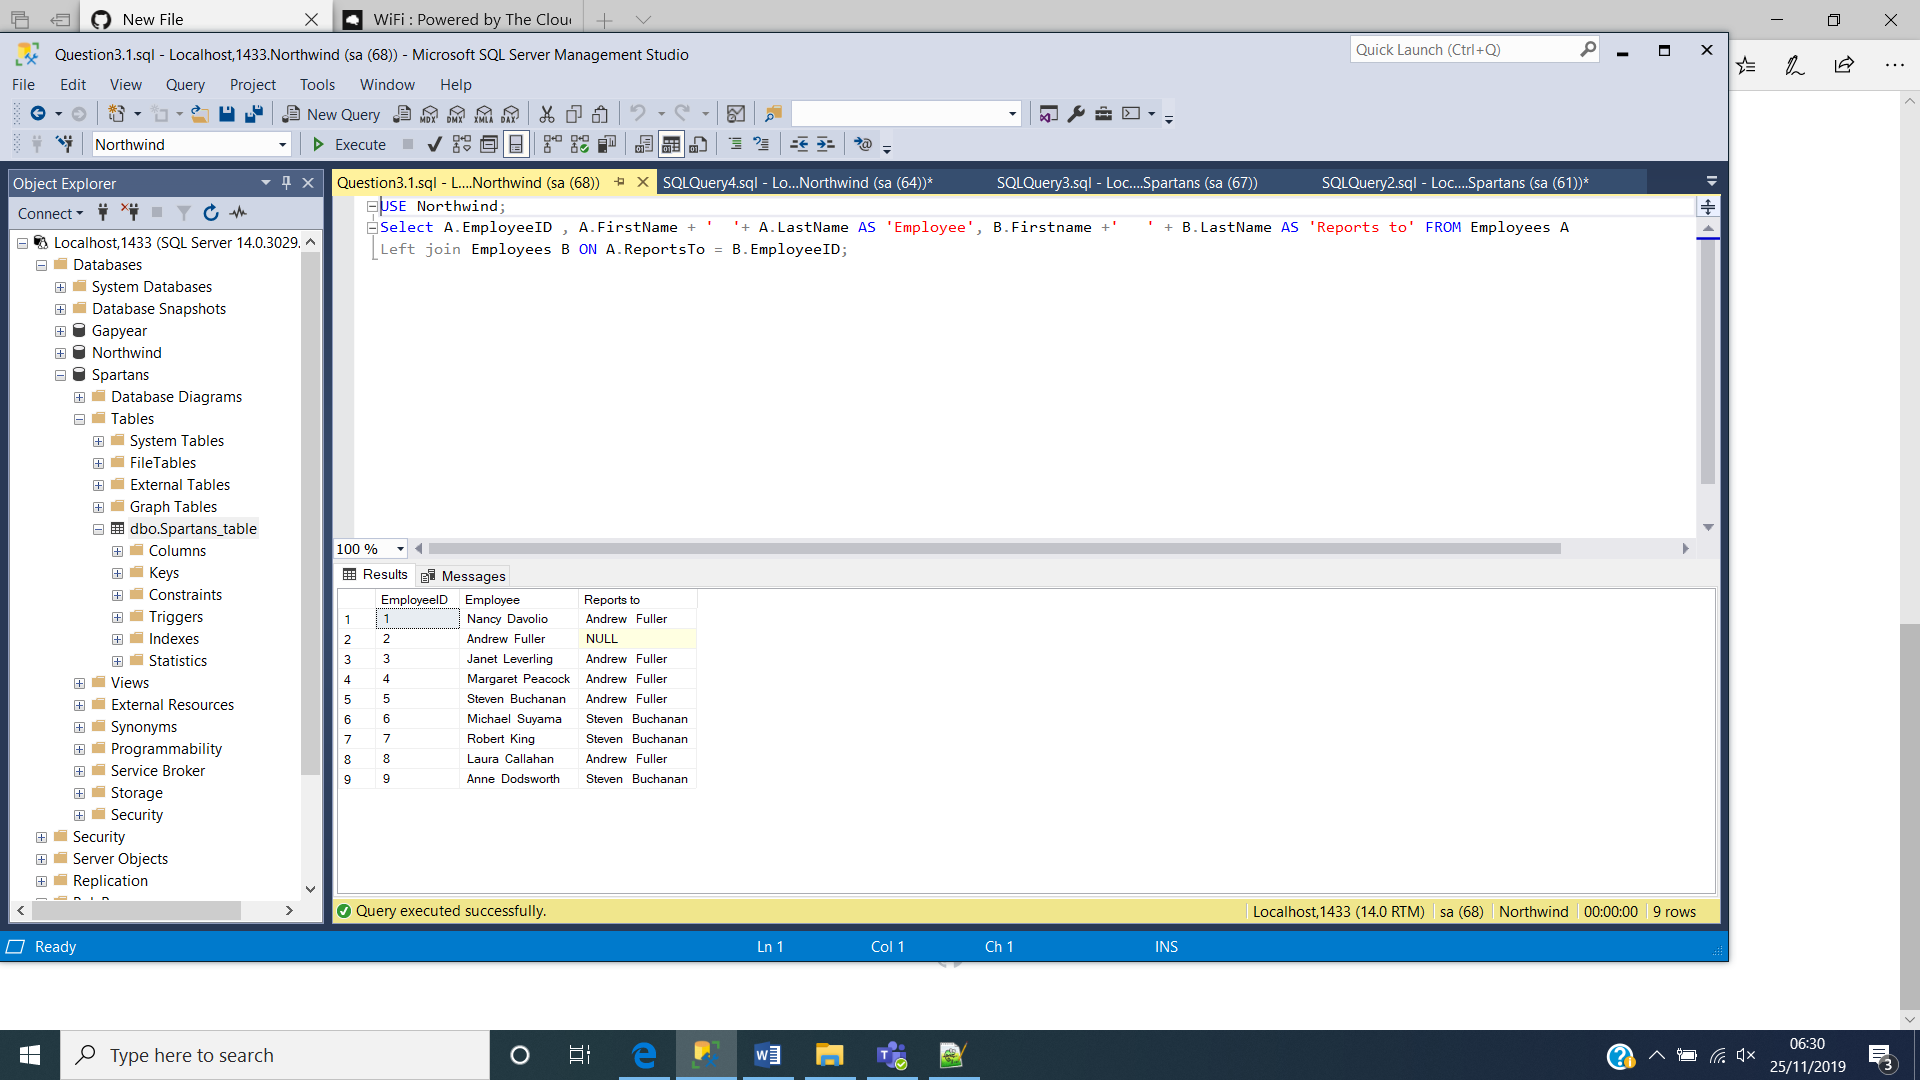 New File
WiFi : Powered by The Clou
Question3.1.sql - Localhost,1433.Northwind (sa (68)) - Microsoft SQL Server Management Studio
Quick Launch (Ctrl+Q)
File Edit View Query Project Tools Window Help
New Query
MDX DMX XMLA DAX
Northwind
Execute
Object Explorer
Question3.1.sql - L....Northwind (sa (68))
SQLQuery4.sql - Lo...Northwind (sa (64))*
SQLQuery3.sql - Loc....Spartans (sa (67))
SQLQuery2.sql - Loc....Spartans (sa (61))*
Connect
Localhost,1433 (SQL Server 14.0.3029.
Databases
System Databases
Database Snapshots
Gapyear
Northwind
Spartans
Database Diagrams
Tables
System Tables
FileTables
External Tables
Graph Tables
dbo.Spartans_table
Columns
Keys
Constraints
Triggers
Indexes
Statistics
Views
External Resources
Synonyms
Programmability
Service Broker
Storage
Security
Security
Server Objects
Replication
USE Northwind;
Select A.EmployeeID , A.FirstName + '  '+ A.LastName AS 'Employee', B.Firstname +'   ' + B.LastName AS 'Reports to' FROM Employees A
Left join Employees B ON A.ReportsTo = B.EmployeeID;
100 %
Results
Messages
EmployeeID Employee Reports to
1 1 Nancy Davolio Andrew Fuller
2 2 Andrew Fuller NULL
3 3 Janet Leverling Andrew Fuller
4 4 Margaret Peacock Andrew Fuller
5 5 Steven Buchanan Andrew Fuller
6 6 Michael Suyama Steven Buchanan
7 7 Robert King Steven Buchanan
8 8 Laura Callahan Andrew Fuller
9 9 Anne Dodsworth Steven Buchanan
Query executed successfully.
Localhost,1433 (14.0 RTM) sa (68) Northwind 00:00:00 9 rows
Ready
Ln 1 Col 1 Ch 1 INS
Type here to search
06:30
25/11/2019
3